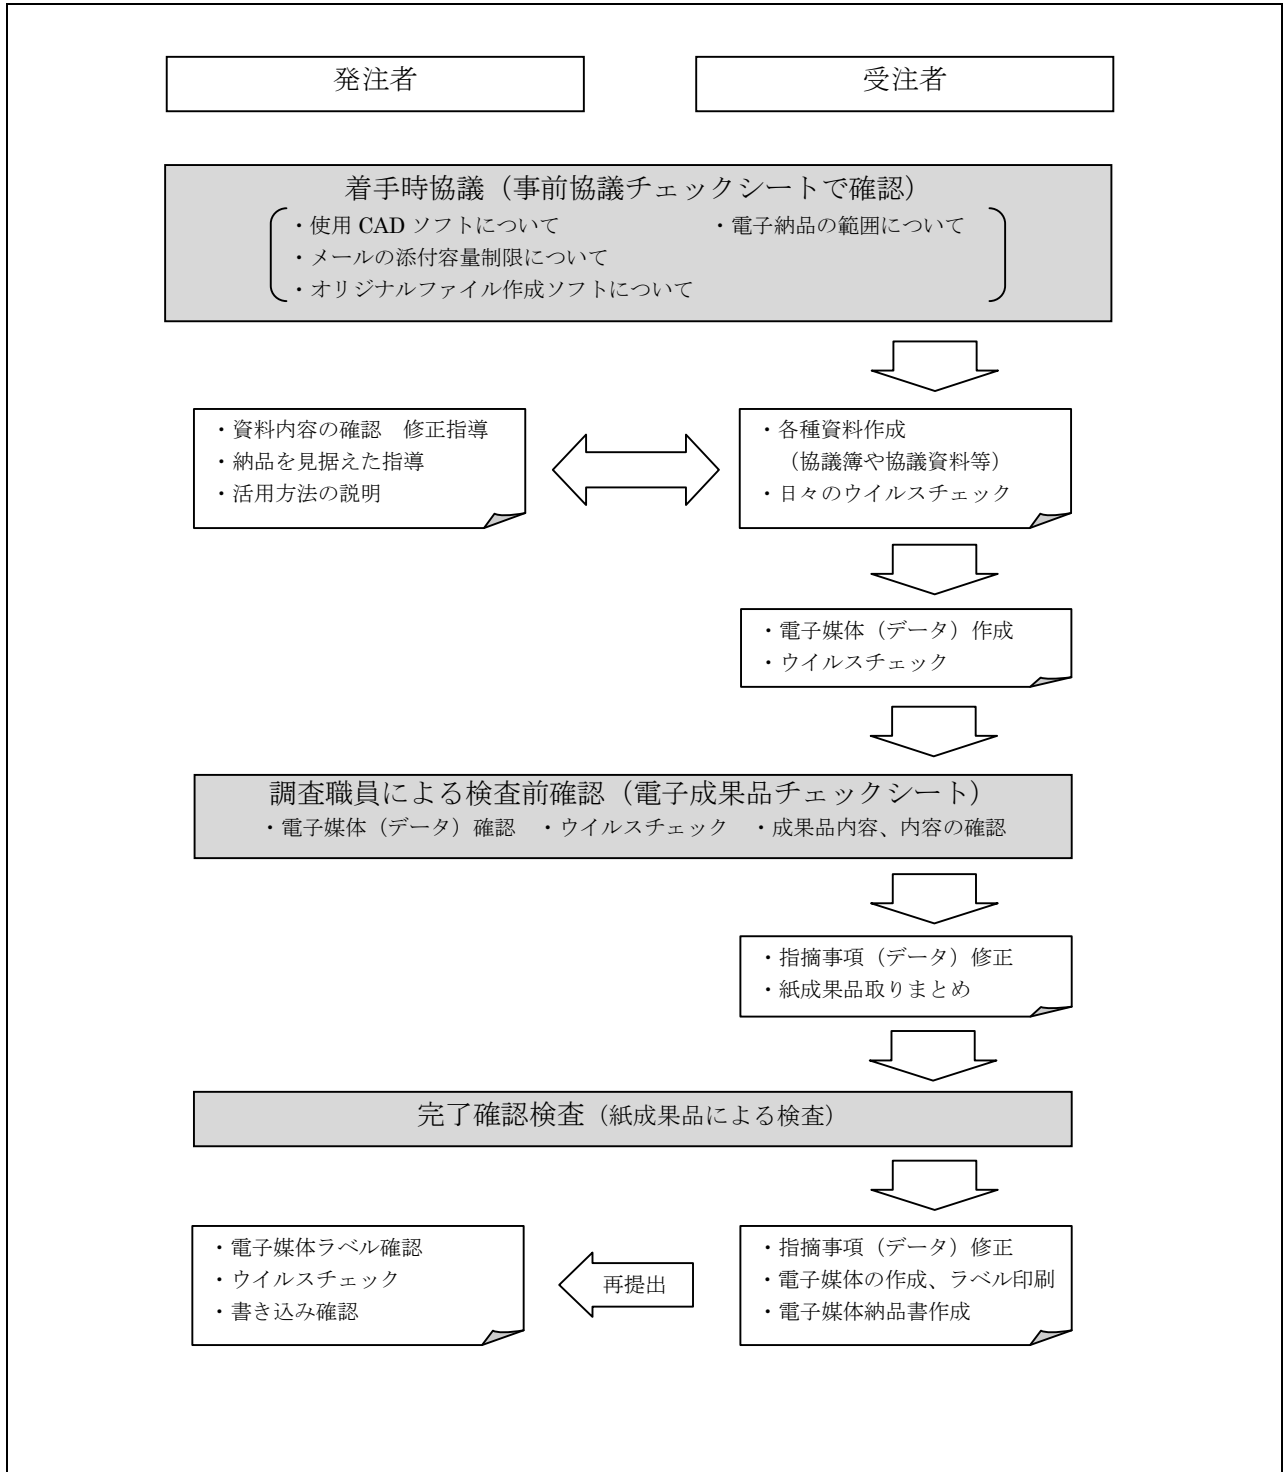 発注者
受注者
着手時協議（事前協議チェックシートで確認）
・使用 CAD ソフトについて　・電子納品の範囲について
・メールの添付容量制限について
・オリジナルファイル作成ソフトについて
・資料内容の確認　修正指導
・納品を見据えた指導
・活用方法の説明
・各種資料作成
（協議簿や協議資料等）
・日々のウイルスチェック
・電子媒体（データ）作成
・ウイルスチェック
調査職員による検査前確認（電子成果品チェックシート）
・電子媒体（データ）確認　・ウイルスチェック　・成果品内容、内容の確認
・指摘事項（データ）修正
・紙成果品取りまとめ
完了確認検査（紙成果品による検査）
・電子媒体ラベル確認
・ウイルスチェック
・書き込み確認
再提出
・指摘事項（データ）修正
・電子媒体の作成、ラベル印刷
・電子媒体納品書作成